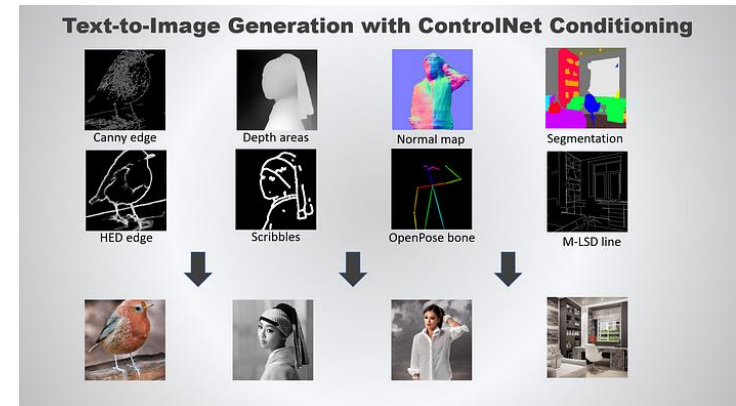 Text-to-Image Generation with ControlNet Conditioning
Canny edge
Depth areas
Normal map
Segmentation
HED edge
Scribbles
OpenPose bone
M-LSD line